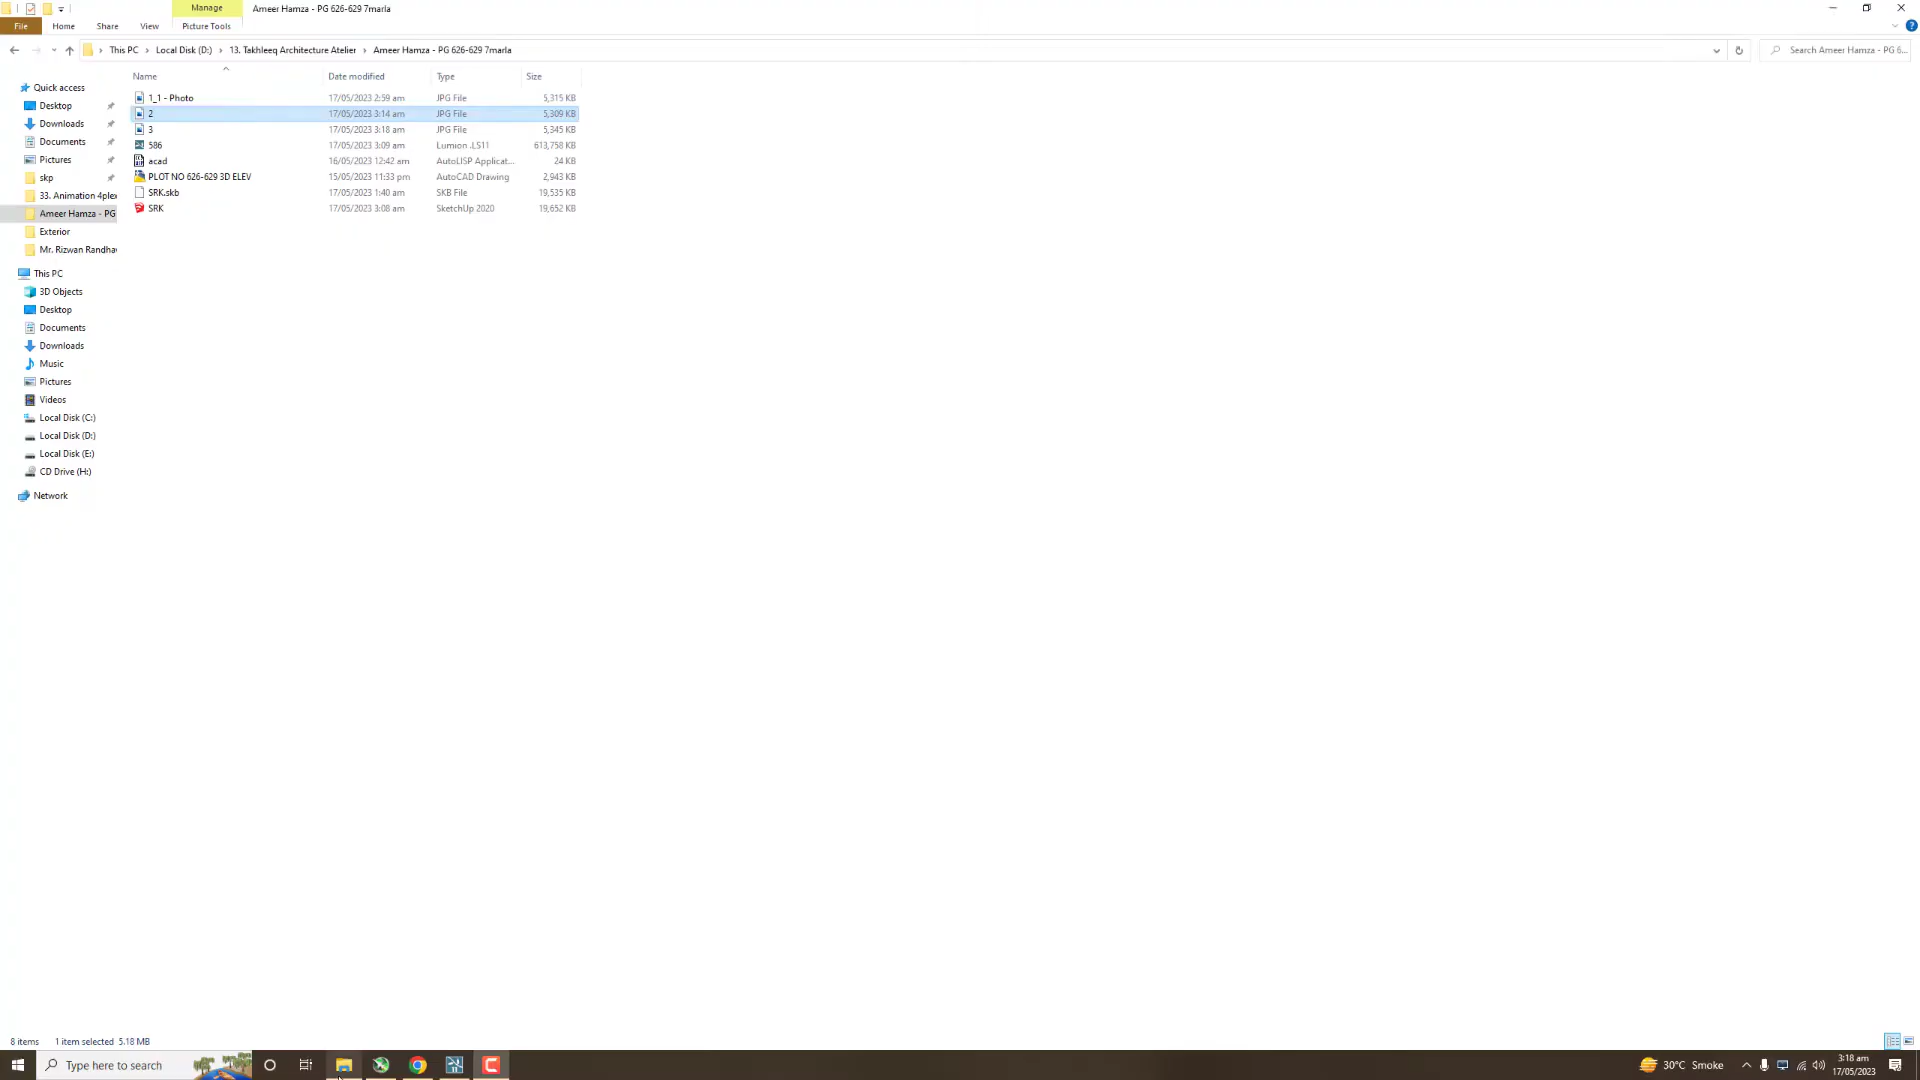 Manage
Ameer Hamza - PG 626-629 7marla
File Home Share View Picture Tools
This PC › Local Disk (D:) › 13. Takhleeq Architecture Atelier › Ameer Hamza - PG 626-629 7marla
Search Ameer Hamza - PG 6...
Name Date modified Type Size
1_1 - Photo 17/05/2023 2:59 am JPG File 5,315 KB
2 17/05/2023 3:14 am JPG File 5,309 KB
3 17/05/2023 3:18 am JPG File 5,345 KB
586 17/05/2023 3:09 am Lumion .LS11 613,758 KB
acad 16/05/2023 12:42 am AutoLISP Applicat... 24 KB
PLOT NO 626-629 3D ELEV 15/05/2023 11:33 pm AutoCAD Drawing 2,943 KB
SRK.skb 17/05/2023 1:40 am SKB File 19,535 KB
SRK 17/05/2023 3:08 am SketchUp 2020 19,652 KB
Quick access
Desktop
Downloads
Documents
Pictures
skp
33. Animation 4plex
Ameer Hamza - PG
Exterior
Mr. Rizwan Randhav
This PC
3D Objects
Desktop
Documents
Downloads
Music
Pictures
Videos
Local Disk (C:)
Local Disk (D:)
Local Disk (E:)
CD Drive (H:)
Network
8 items 1 item selected 5.18 MB
Type here to search
30°C Smoke
3:18 am
17/05/2023